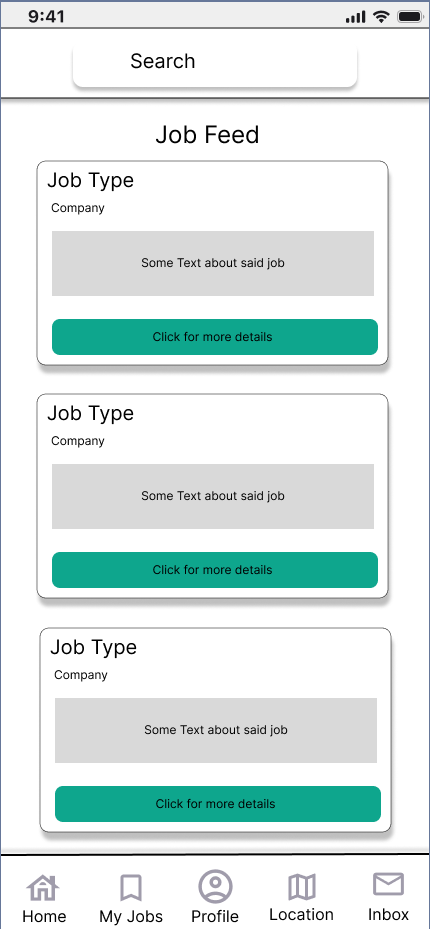 9:41
Search
Job Feed
Job Type
Company
Some Text about said job
Click for more details
Job Type
Company
Some Text about said job
Click for more details
Job Type
Company
Some Text about said job
Click for more details
Home My Jobs Profile Location Inbox